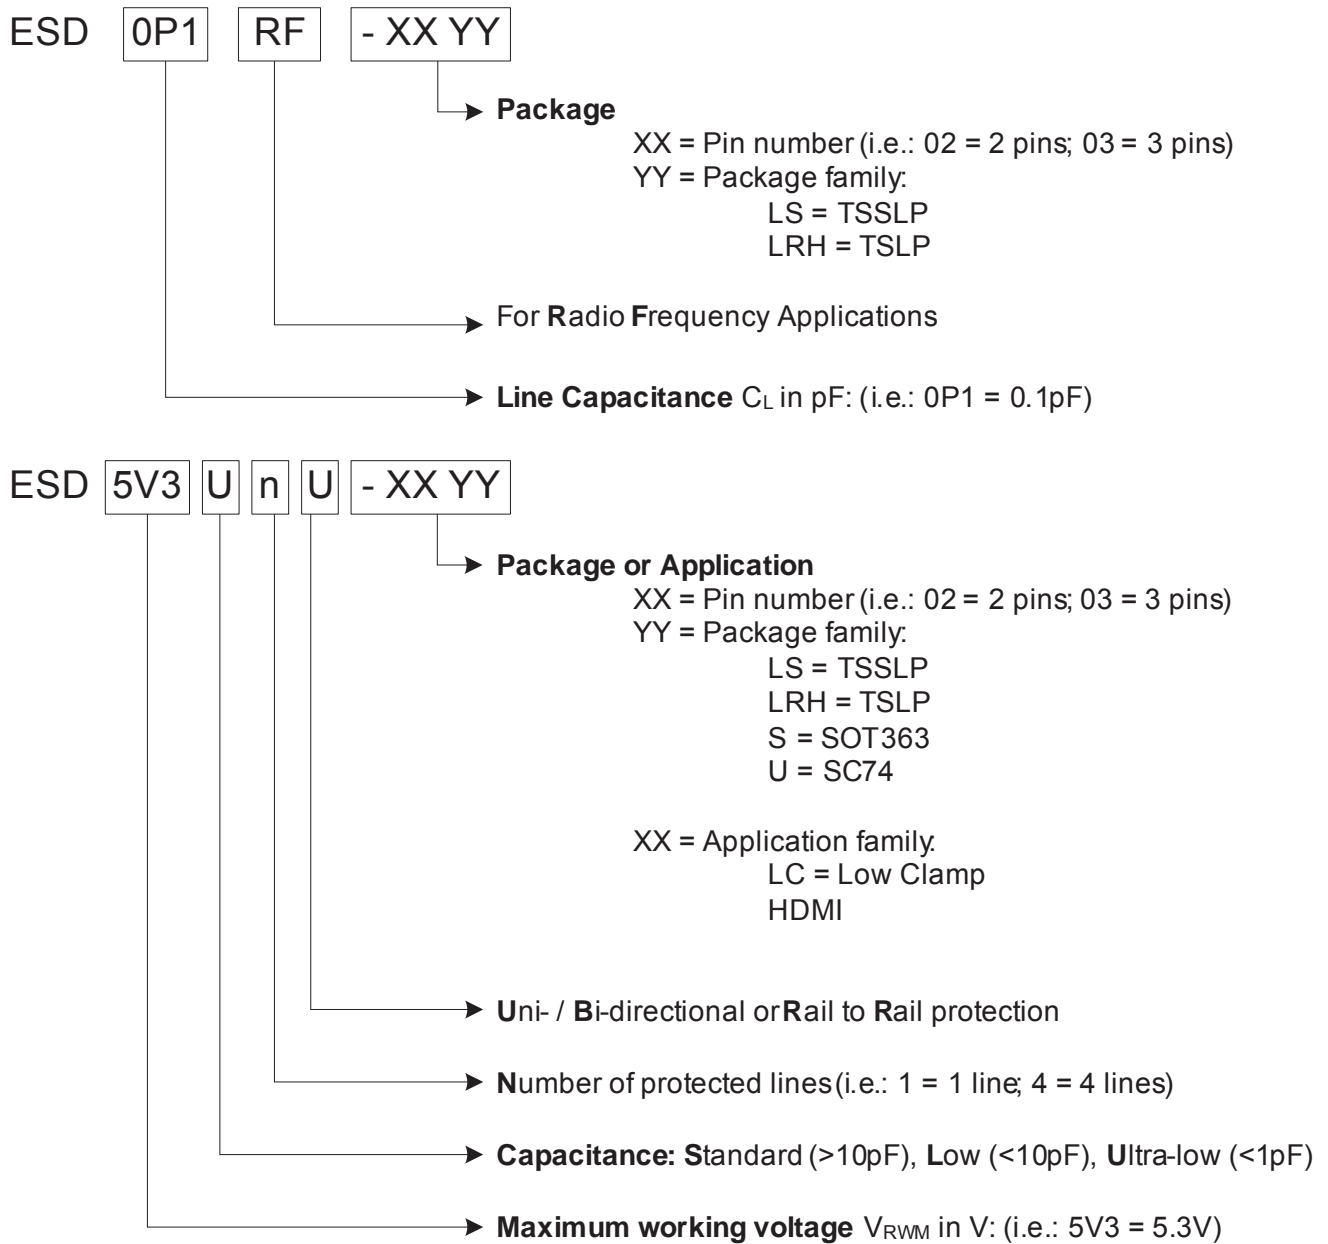 ESD 0P1 RF - XX YY
Package
XX = Pin number (i.e.: 02 = 2 pins; 03 = 3 pins)
YY = Package family:
LS = TSSLP
LRH = TSLP
For Radio Frequency Applications
Line Capacitance CL in pF: (i.e.: 0P1 = 0.1pF)
ESD 5V3 U n U - XX YY
Package or Application
XX = Pin number (i.e.: 02 = 2 pins; 03 = 3 pins)
YY = Package family:
LS = TSSLP
LRH = TSLP
S = SOT363
U = SC74
XX = Application family:
LC = Low Clamp
HDMI
Uni- / Bi-directional or Rail to Rail protection
Number of protected lines (i.e.: 1 = 1 line; 4 = 4 lines)
Capacitance: Standard (>10pF), Low (<10pF), Ultra-low (<1pF)
Maximum working voltage VRWM in V: (i.e.: 5V3 = 5.3V)